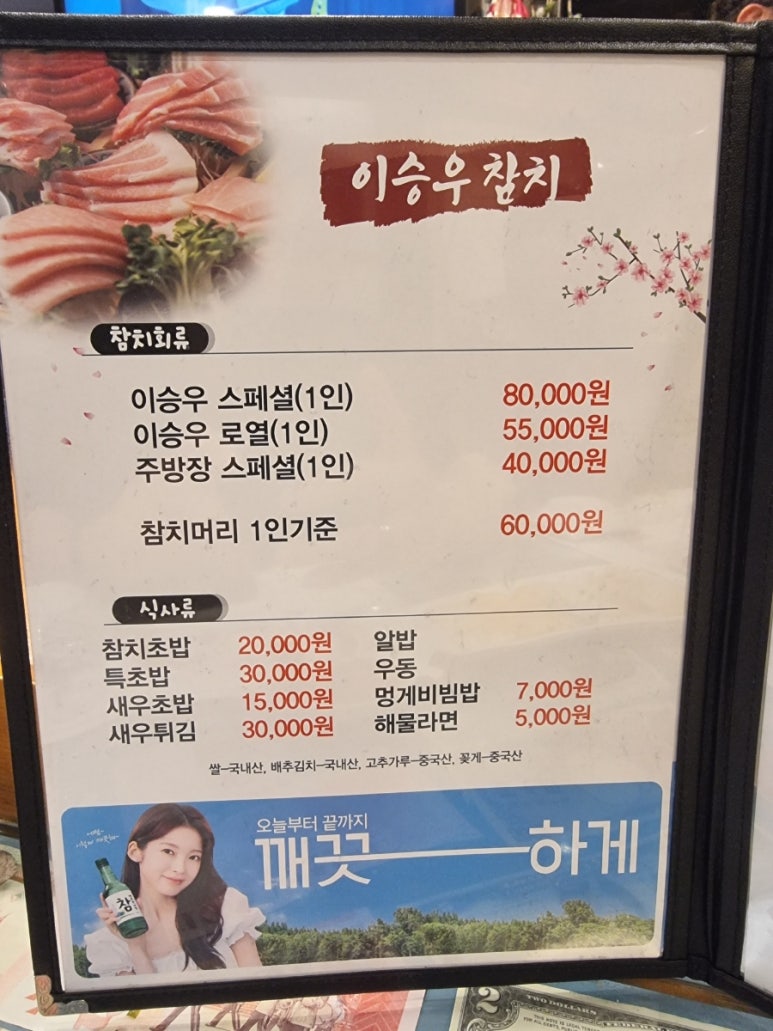 이승우 참치
참치회류
이승우 스페셜(1인) 80,000원
이승우 로열(1인) 55,000원
주방장 스페셜(1인) 40,000원
참치머리 1인기준 60,000원
식사류
참치초밥 20,000원 알밥
특초밥 30,000원 우동
새우초밥 15,000원 멍게비빔밥 7,000원
새우튀김 30,000원 해물라면 5,000원
쌀-국내산, 배추김치-국내산, 고추가루-중국산, 꽃게-중국산
오늘부터 끝까지
깨끗 하게
참
2 TWO DOLLARS